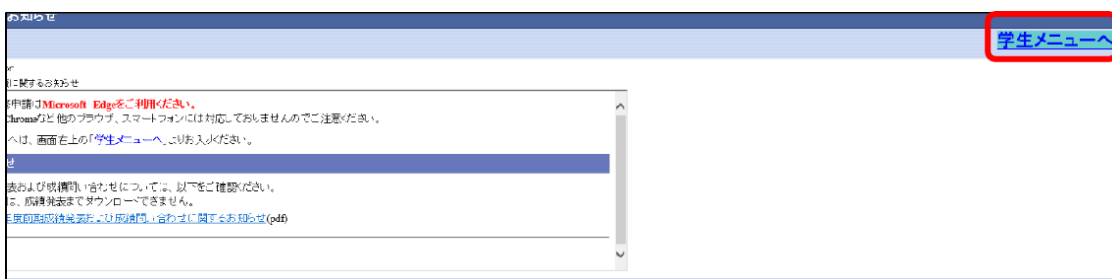 お知らせ
学生メニューへ
に関するお知らせ
申請はMicrosoft Edgeをご利用ください。
Chromeなど他のブラウザ、スマートフォンには対応しておりませんのでご注意ください。
へは、画面右上の「学生メニューへ」よりお入りください。
せ
表および成績問い合わせについては、以下をご確認ください。
は、成績発表までダウンロードできません。
年度前期成績発表および成績問い合わせに関するお知らせ(pdf)